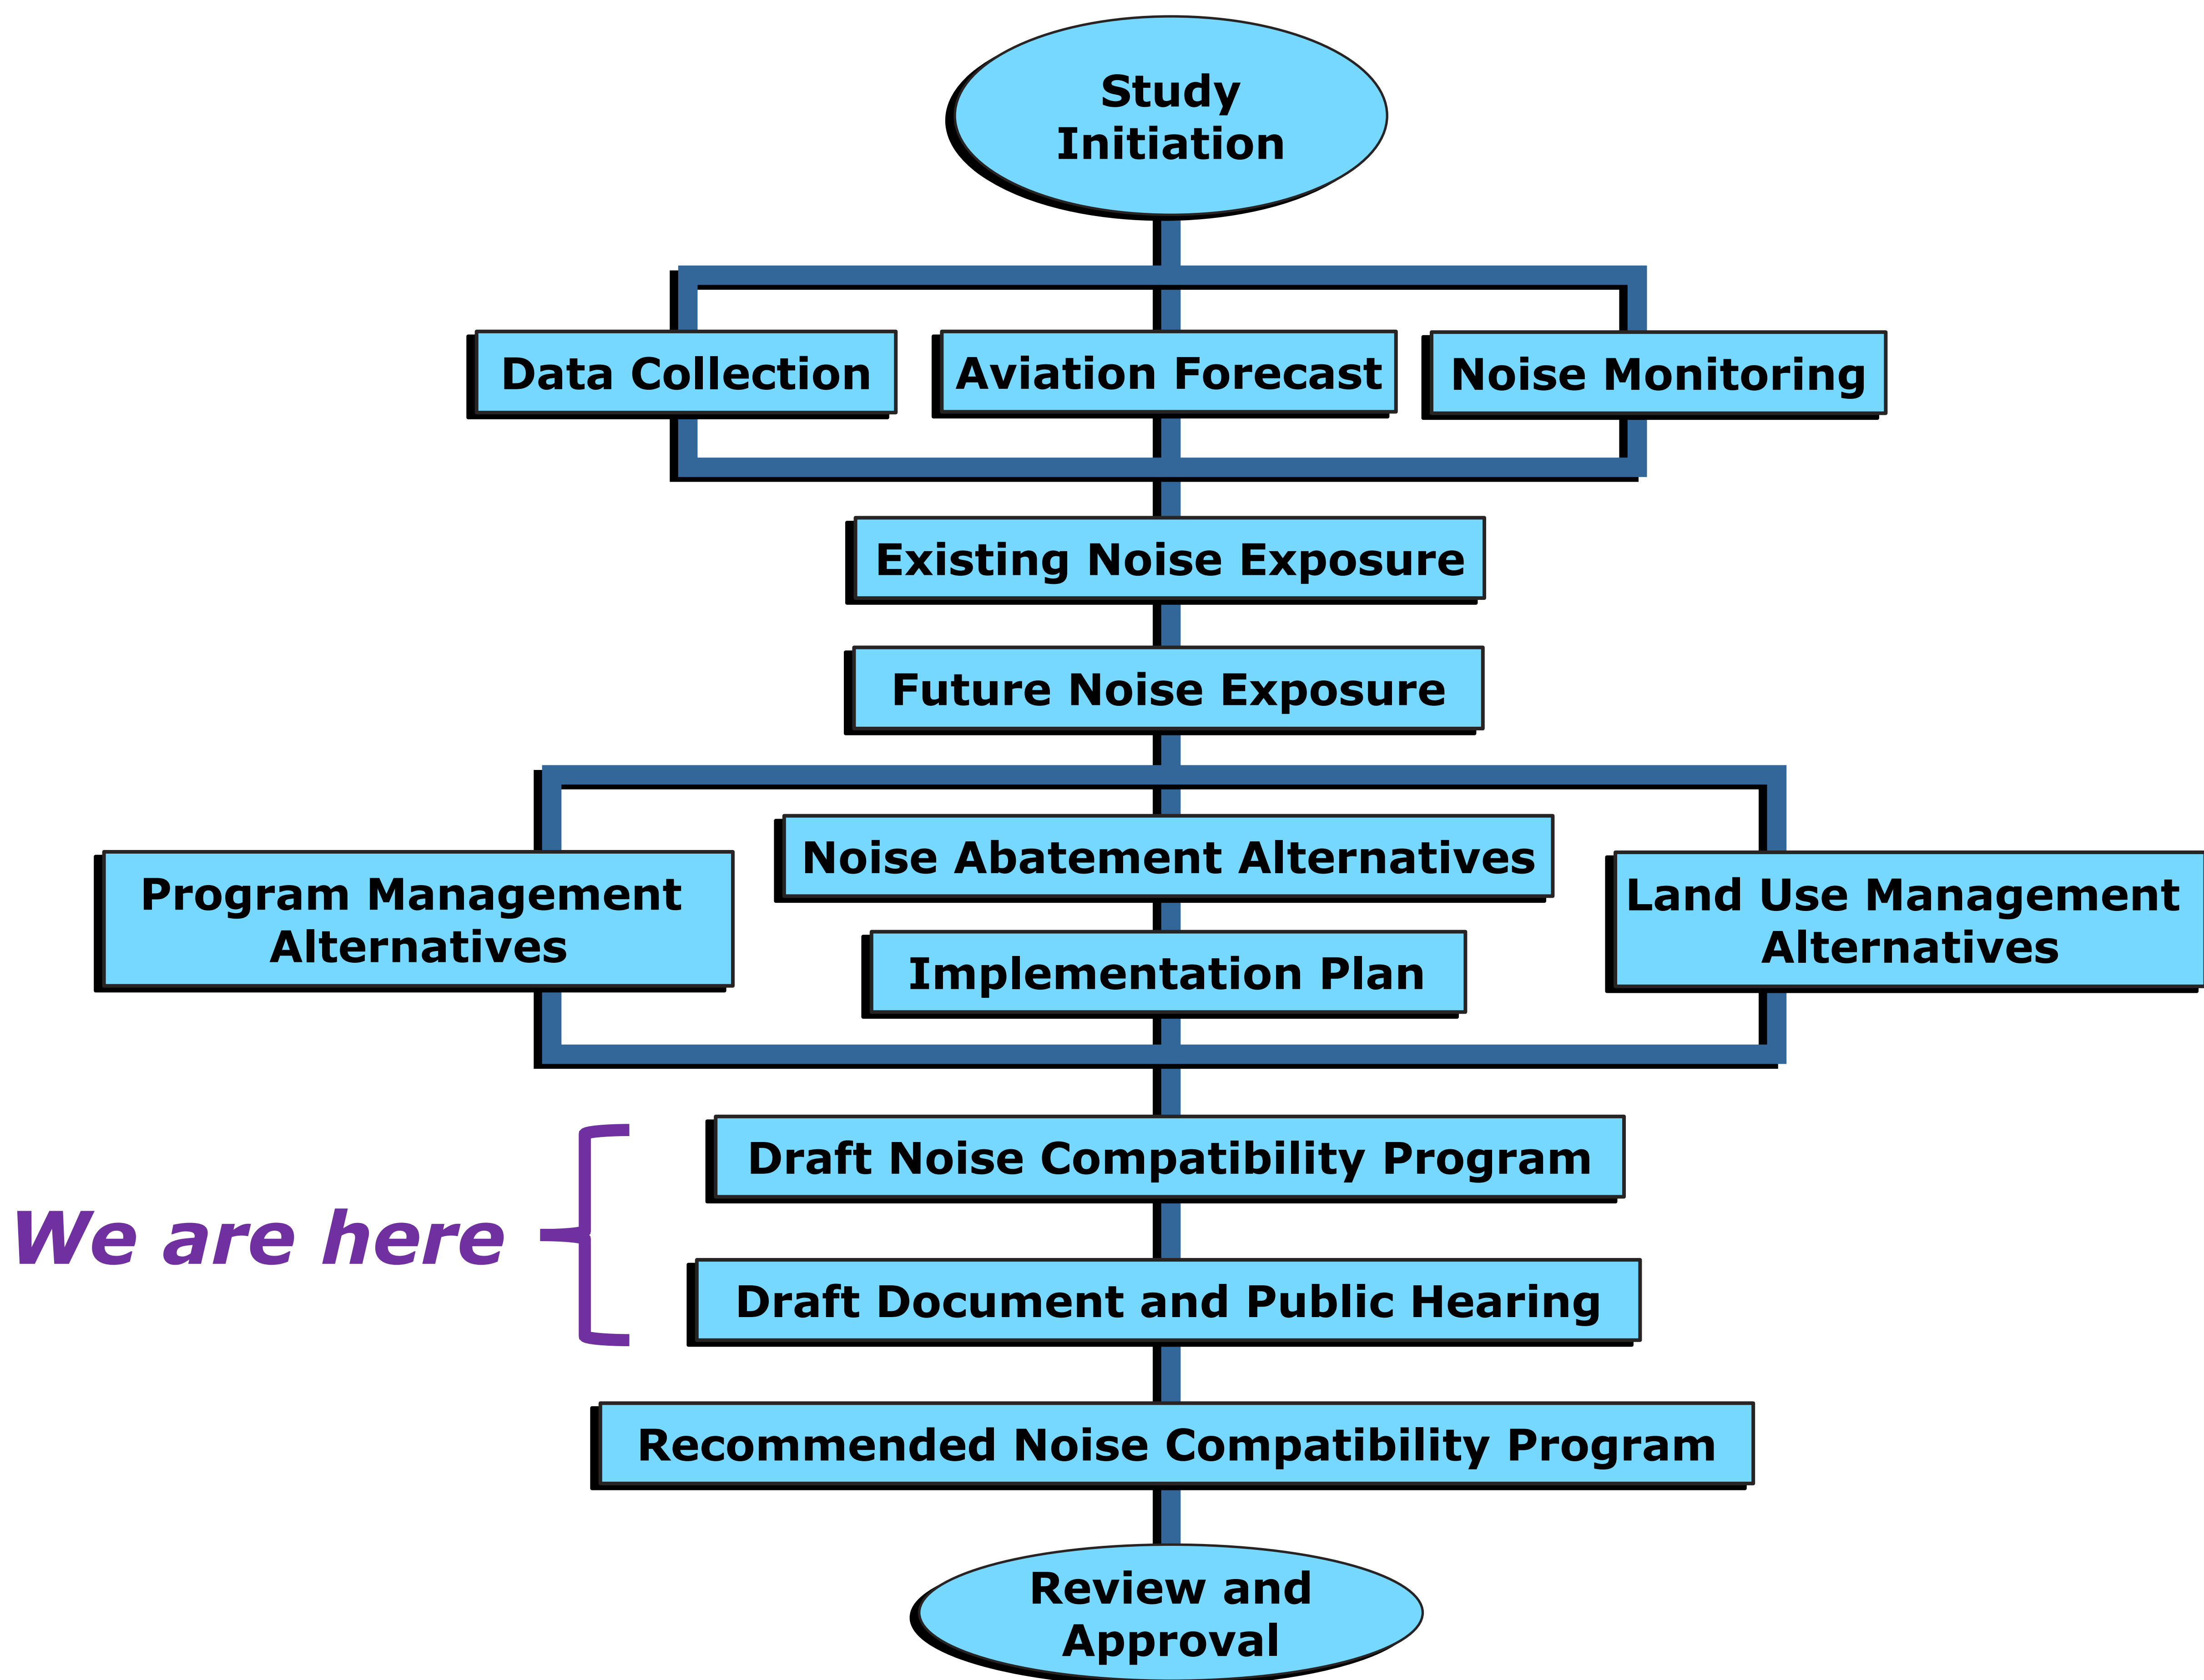 Study
Initiation
Data Collection
Aviation Forecast
Noise Monitoring
Existing Noise Exposure
Future Noise Exposure
Noise Abatement Alternatives
Program Management
Alternatives
Land Use Management
Alternatives
Implementation Plan
Draft Noise Compatibility Program
We are here
Draft Document and Public Hearing
Recommended Noise Compatibility Program
Review and
Approval